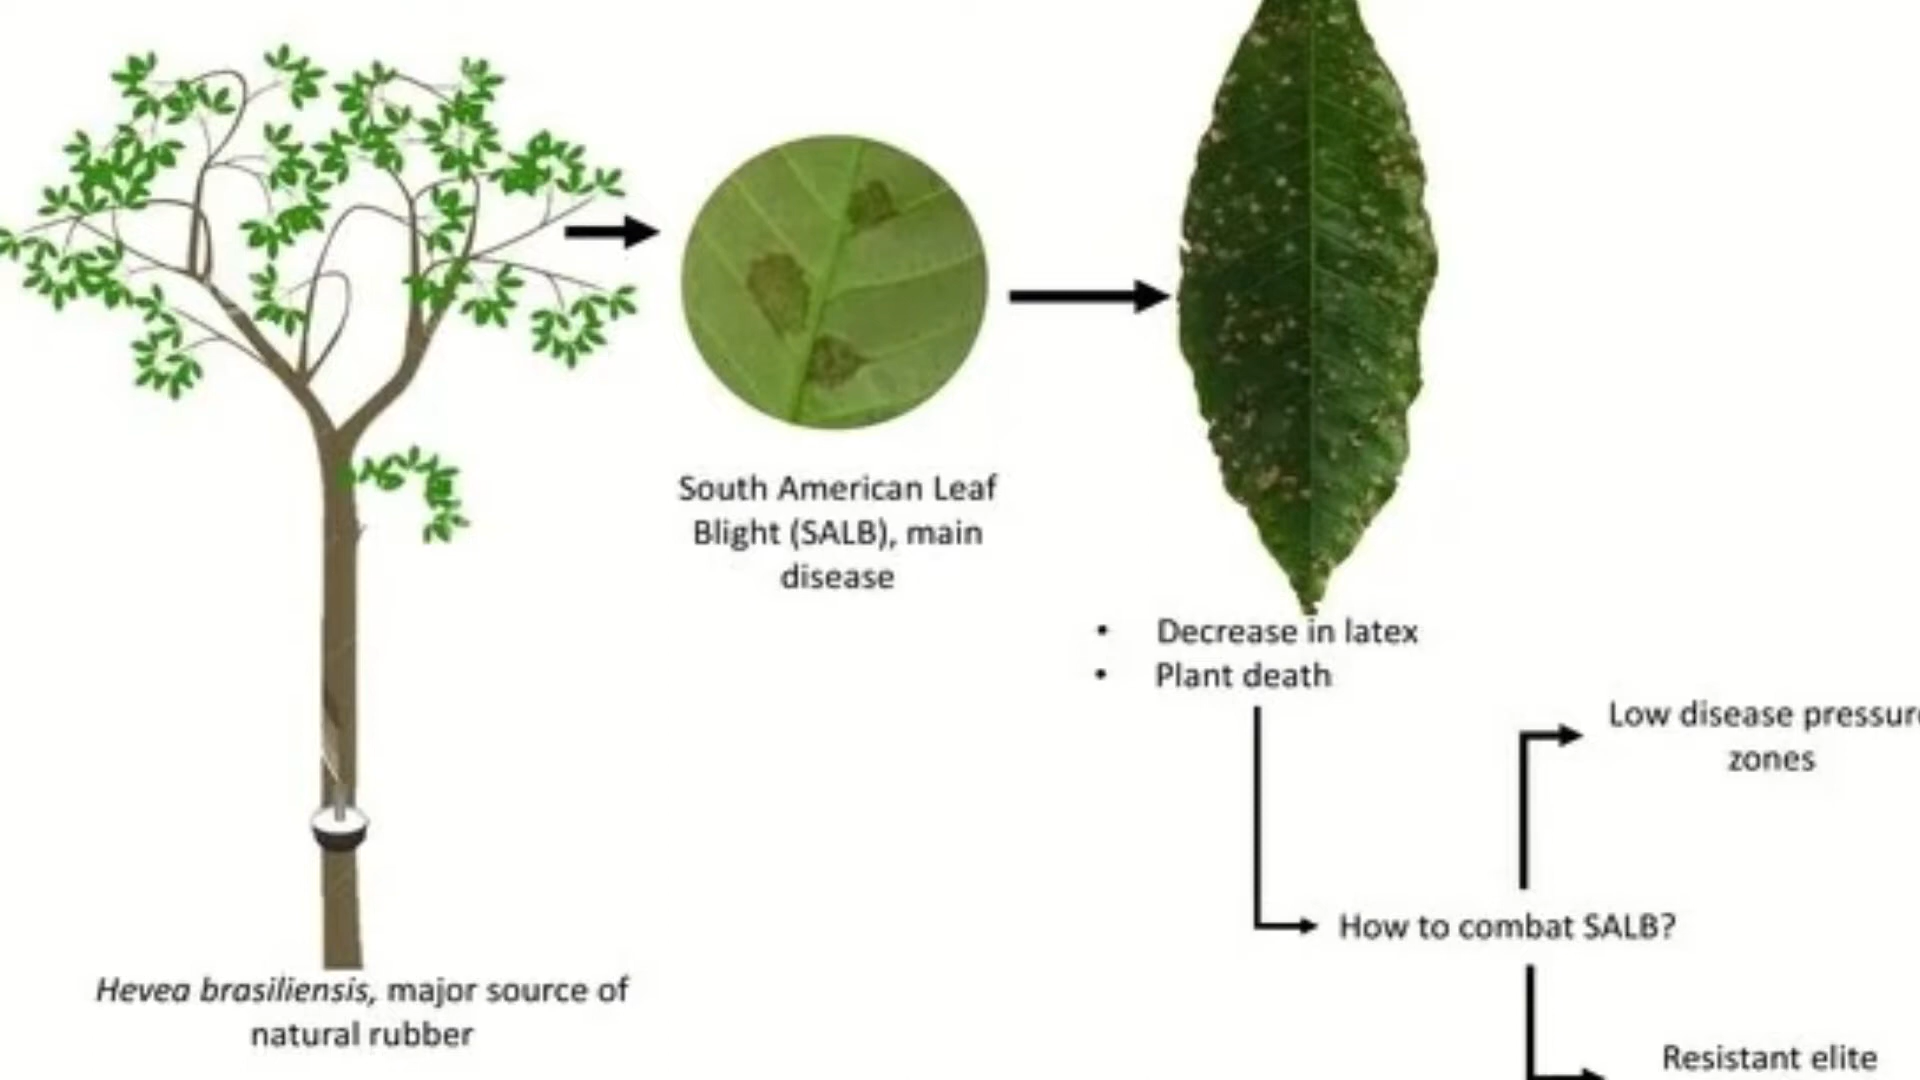 South American Leaf
Blight (SALB), main
disease
• Decrease in latex
• Plant death
Low disease pressure
zones
How to combat SALB?
Hevea brasiliensis, major source of
natural rubber
Resistant elite